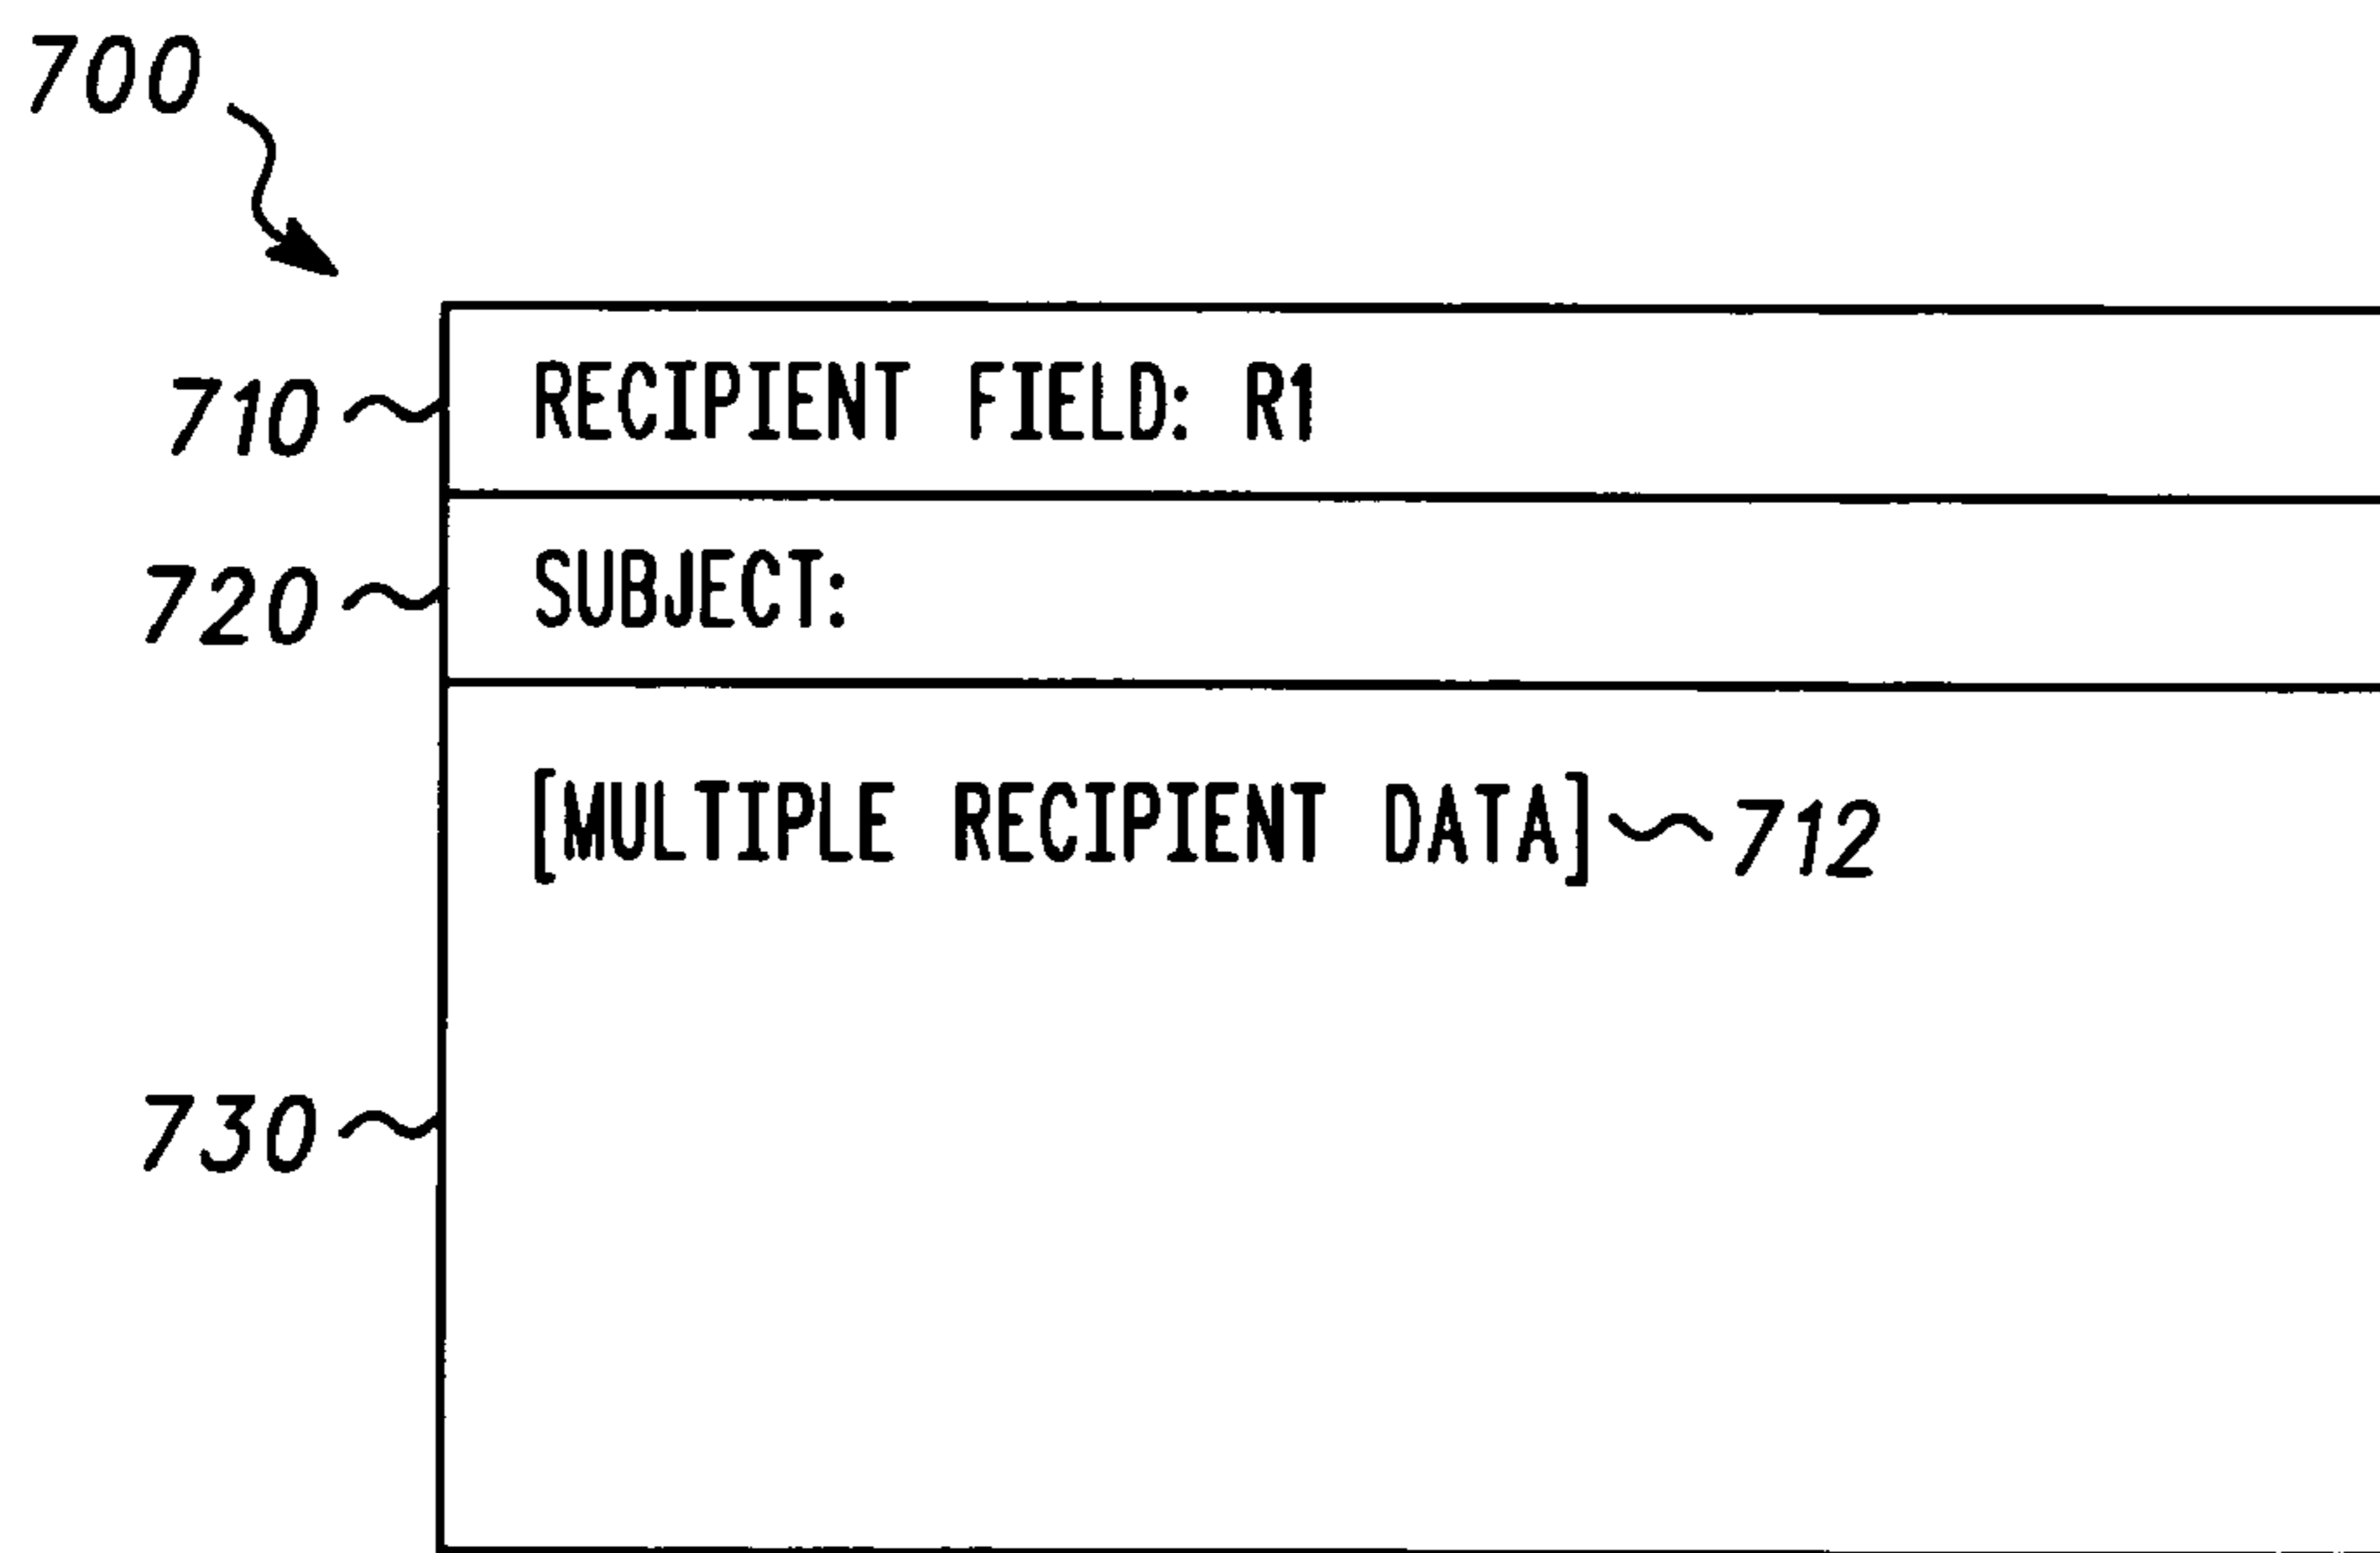 700
710 RECIPIENT FIELD: R1
720 SUBJECT:
[MULTIPLE RECIPIENT DATA] 712
730